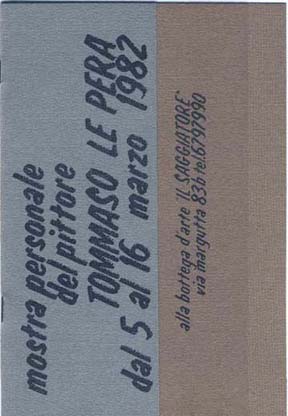 mostra personale
del pittore
TOMMASO LE PERA
dal 5 al 16 marzo 1982
alla bottega d'arte "IL SAGGIATORE"
via margutta 83b tel.6797990